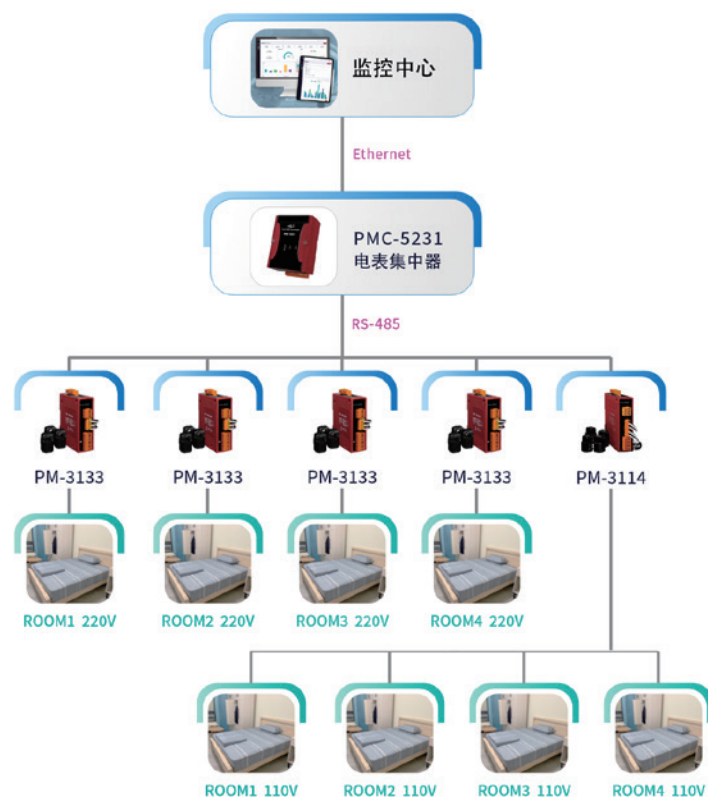 监控中心
Ethernet
PMC-5231
电表集中器
RS-485
PM-3133
PM-3133
PM-3133
PM-3133
PM-3114
ROOM1 220V
ROOM2 220V
ROOM3 220V
ROOM4 220V
ROOM1 110V
ROOM2 110V
ROOM3 110V
ROOM4 110V